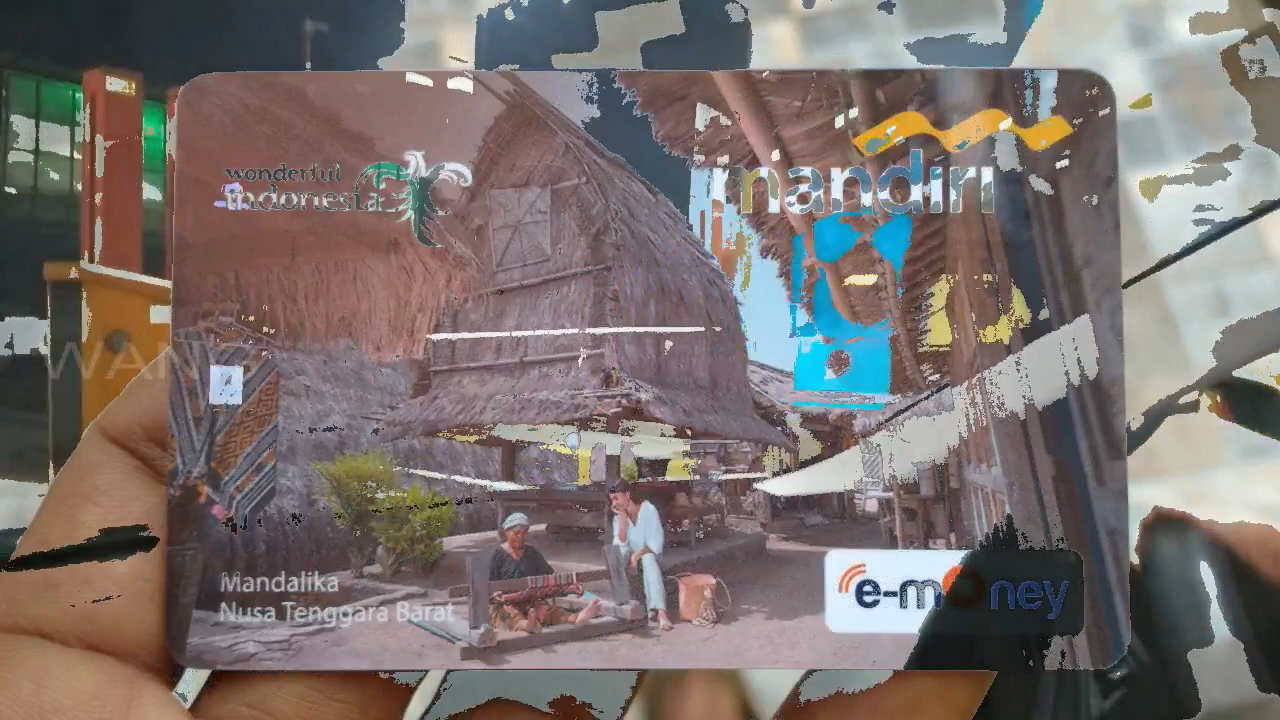 wonderful
indonesia
mandiri
Mandalika
Nusa Tenggara Barat
e-money